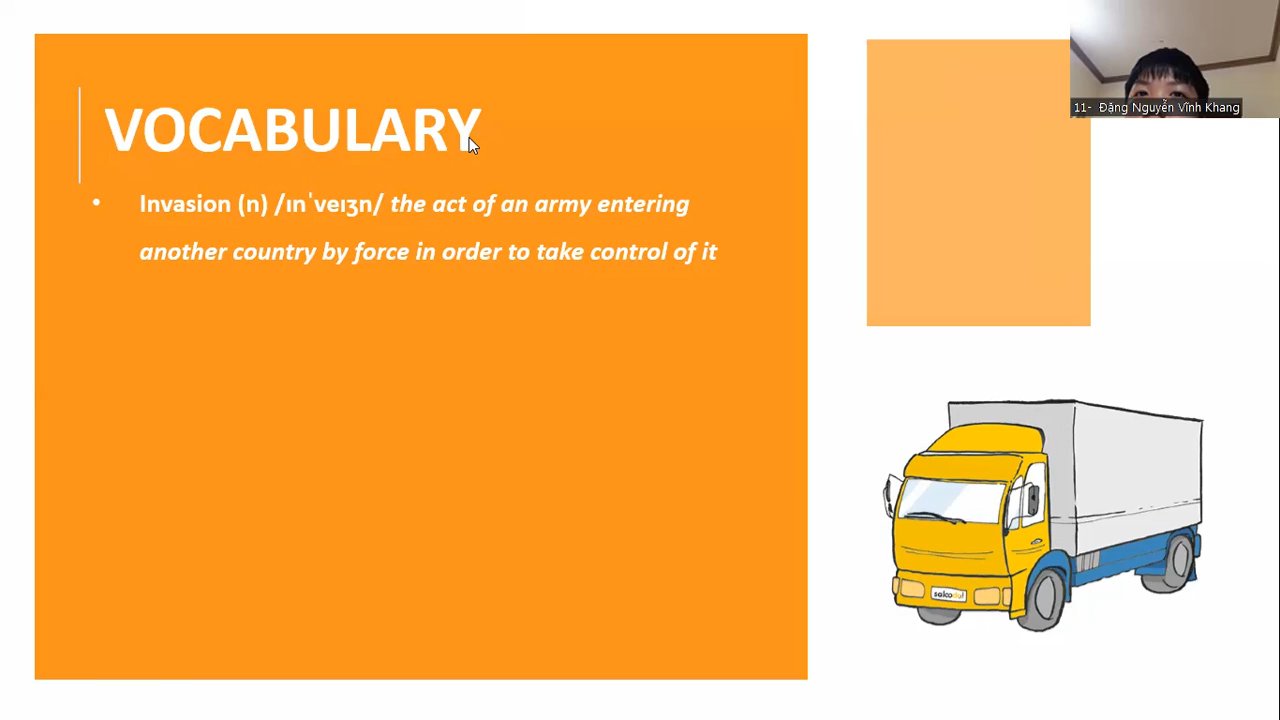 VOCABULARY
• Invasion (n) /ɪnˈveɪʒn/ the act of an army entering
another country by force in order to take control of it
11- Đặng Nguyễn Vĩnh Khang